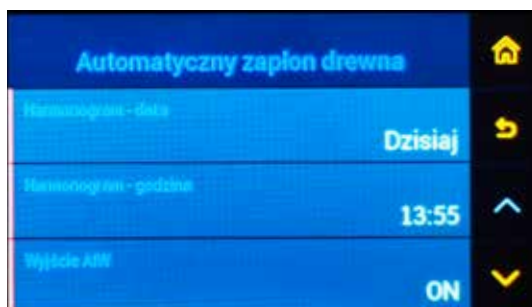 Automatyczny zapłon drewna
Harmonogram - data
Dzisiaj
Harmonogram - godzina
13:55
Wyjście AIW
ON